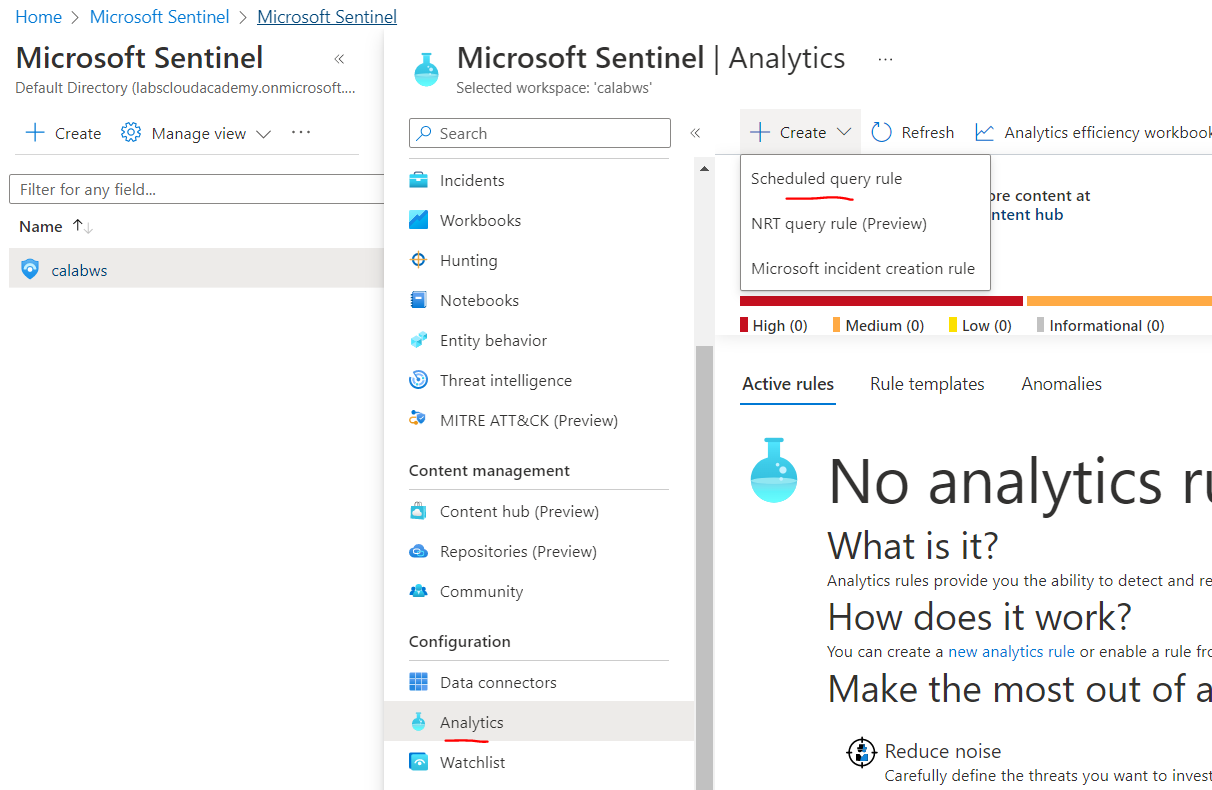 Home > Microsoft Sentinel > Microsoft Sentinel
Microsoft Sentinel «
Default Directory (labscloudacademy.onmicrosoft....
+ Create Manage view ···
Filter for any field...
Name ↑↓
calabws
Microsoft Sentinel | Analytics ···
Selected workspace: 'calabws'
Search «
Incidents
Workbooks
Hunting
Notebooks
Entity behavior
Threat intelligence
MITRE ATT&CK (Preview)
Content management
Content hub (Preview)
Repositories (Preview)
Community
Configuration
Data connectors
Analytics
Watchlist
+ Create Refresh Analytics efficiency workbook
Scheduled query rule
NRT query rule (Preview)
Microsoft incident creation rule
ore content at
ntent hub
High (0) Medium (0) Low (0) Informational (0)
Active rules Rule templates Anomalies
No analytics ru
What is it?
Analytics rules provide you the ability to detect and re
How does it work?
You can create a new analytics rule or enable a rule fro
Make the most out of a
Reduce noise
Carefully define the threats you want to invest